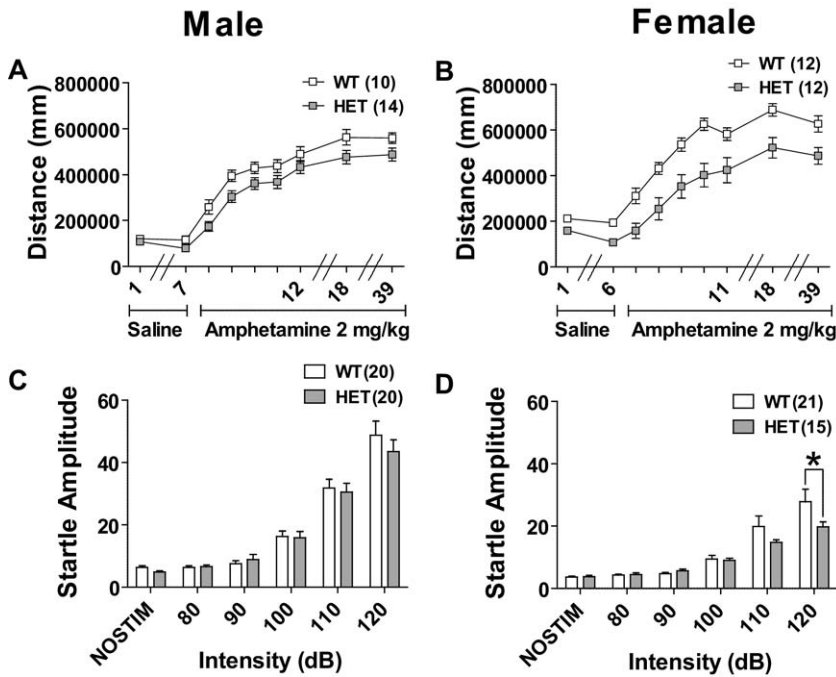 Male
Female
A
WT (10)
HET (14)
Distance (mm)
800000
600000
400000
200000
0
1
7
12
18
39
Saline
Amphetamine 2 mg/kg
B
WT (12)
HET (12)
Distance (mm)
800000
600000
400000
200000
0
1
6
11
18
39
Saline
Amphetamine 2 mg/kg
C
WT(20)
HET(20)
Startle Amplitude
60
40
20
0
NOSTIM
80
90
100
110
120
Intensity (dB)
D
WT(21)
HET(15)
*
Startle Amplitude
60
40
20
0
NOSTIM
80
90
100
110
120
Intensity (dB)